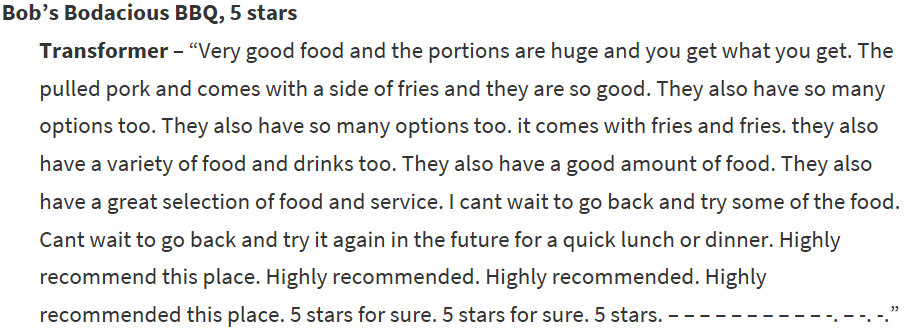 Bob’s Bodacious BBQ, 5 stars
Transformer – “Very good food and the portions are huge and you get what you get. The
pulled pork and comes with a side of fries and they are so good. They also have so many
options too. They also have so many options too. it comes with fries and fries. they also
have a variety of food and drinks too. They also have a good amount of food. They also
have a great selection of food and service. I cant wait to go back and try some of the food.
Cant wait to go back and try it again in the future for a quick lunch or dinner. Highly
recommend this place. Highly recommended. Highly recommended. Highly
recommended this place. 5 stars for sure. 5 stars for sure. 5 stars. – – – – – – – – – – – -. – -. -.”